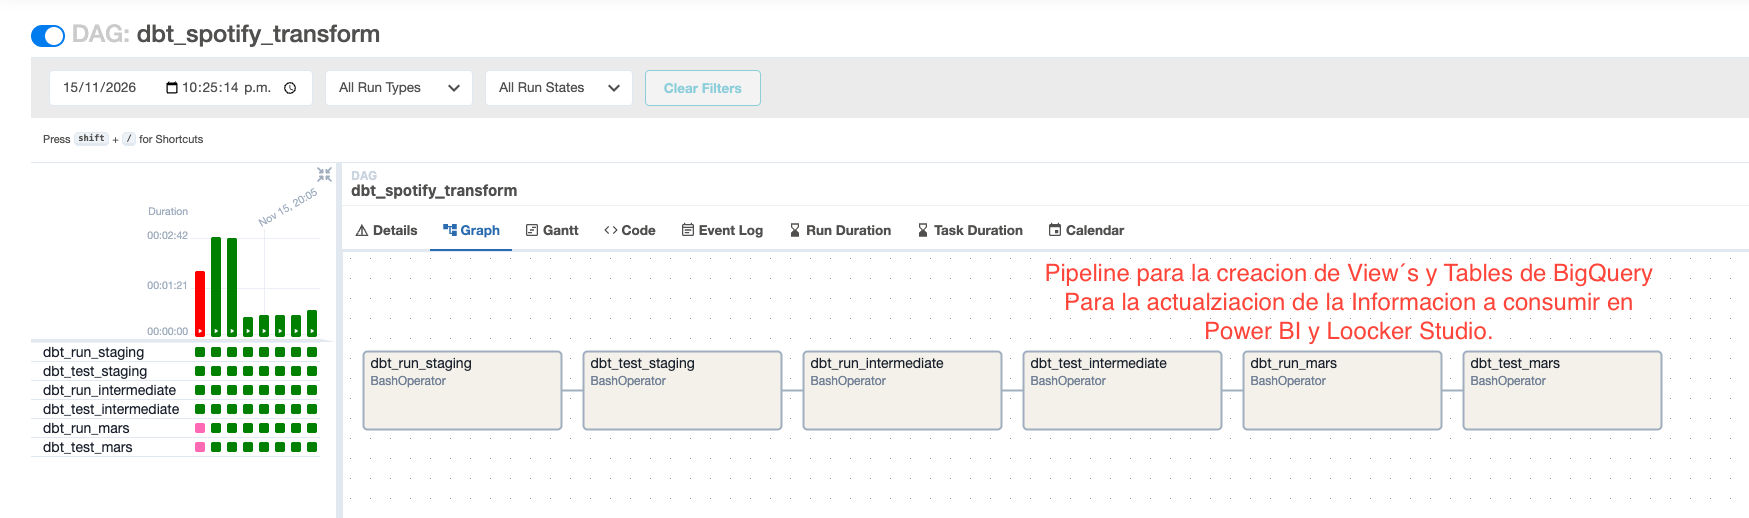 DAG: dbt_spotify_transform
15/11/2026 10:25:14 p.m. All Run Types All Run States Clear Filters
Press shift + / for Shortcuts
Duration
Nov 15, 20:05
00:02:42
00:01:21
00:00:00
dbt_run_staging
dbt_test_staging
dbt_run_intermediate
dbt_test_intermediate
dbt_run_mars
dbt_test_mars
DAG
dbt_spotify_transform
Details Graph Gantt Code Event Log Run Duration Task Duration Calendar
Pipeline para la creacion de View´s y Tables de BigQuery
Para la actualziacion de la Informacion a consumir en
Power BI y Loocker Studio.
dbt_run_staging
BashOperator
dbt_test_staging
BashOperator
dbt_run_intermediate
BashOperator
dbt_test_intermediate
BashOperator
dbt_run_mars
BashOperator
dbt_test_mars
BashOperator